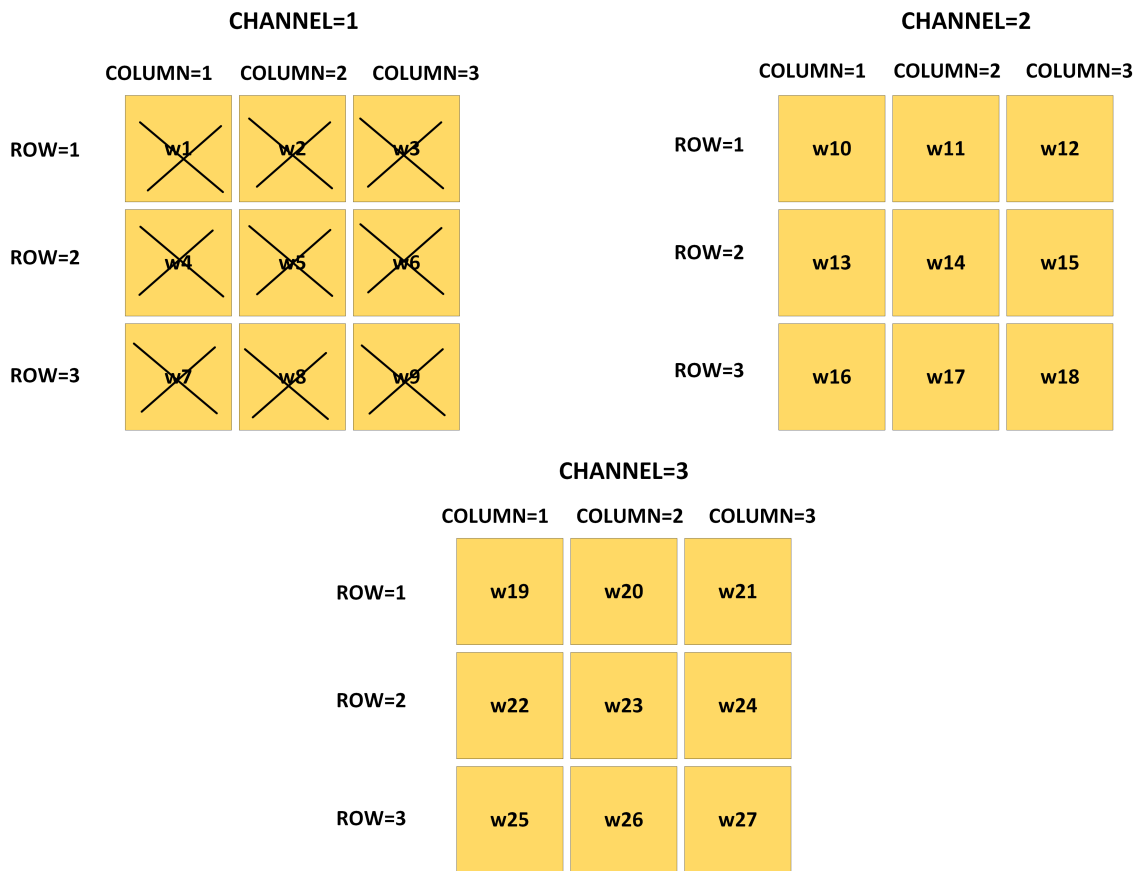 CHANNEL=1
COLUMN=1 COLUMN=2 COLUMN=3
ROW=1 w1 w2 w3
ROW=2 w4 w5 w6
ROW=3 w7 w8 w9
CHANNEL=2
COLUMN=1 COLUMN=2 COLUMN=3
ROW=1 w10 w11 w12
ROW=2 w13 w14 w15
ROW=3 w16 w17 w18
CHANNEL=3
COLUMN=1 COLUMN=2 COLUMN=3
ROW=1 w19 w20 w21
ROW=2 w22 w23 w24
ROW=3 w25 w26 w27